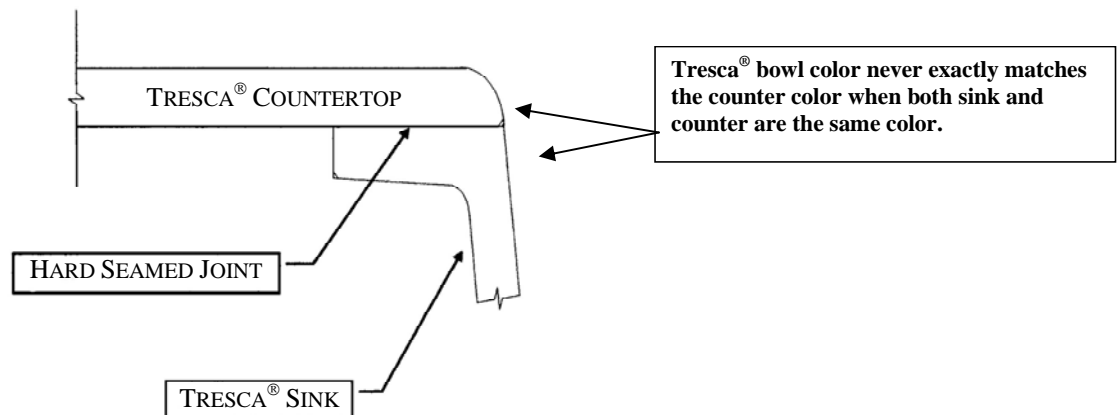 TRESCA® COUNTERTOP
Tresca® bowl color never exactly matches
the counter color when both sink and
counter are the same color.
HARD SEAMED JOINT
TRESCA® SINK